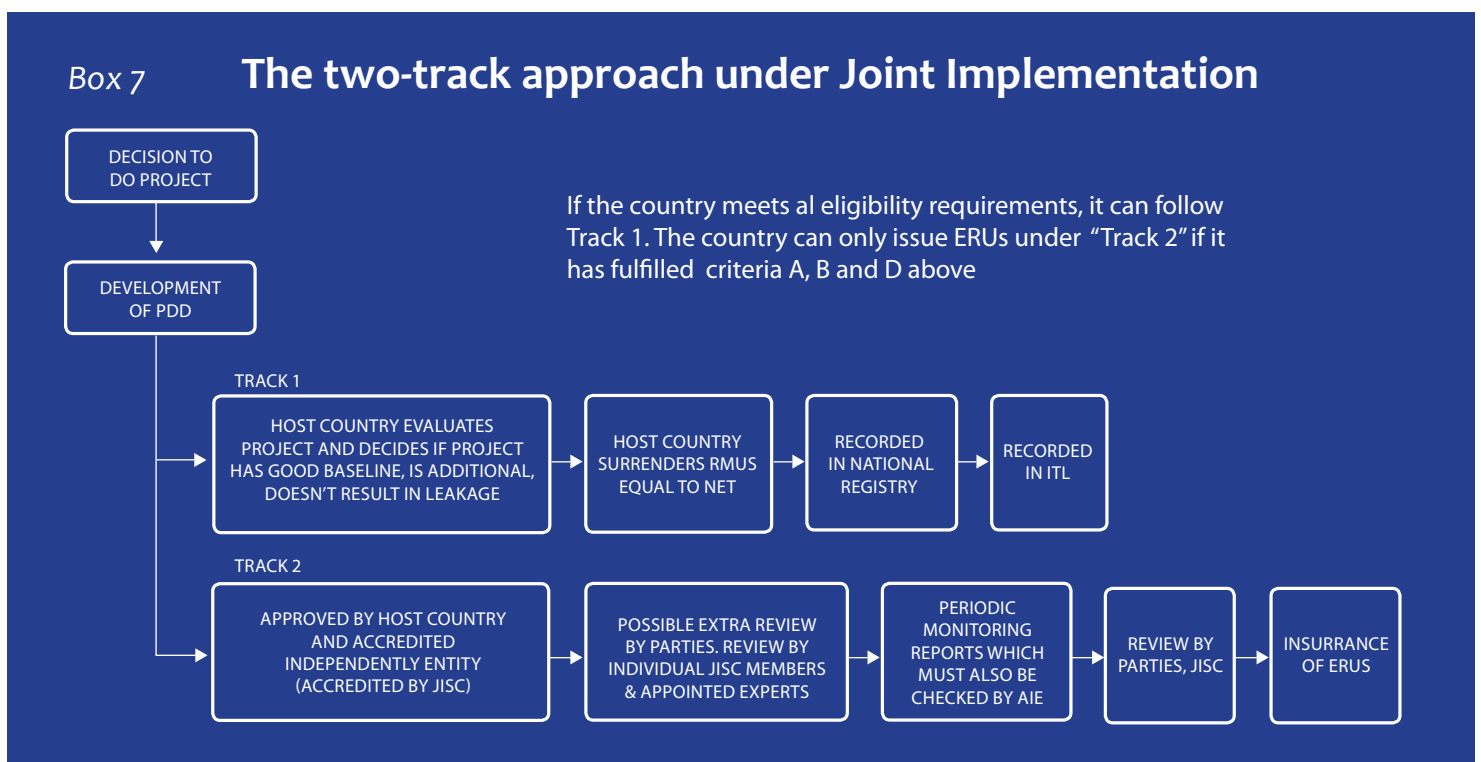 Box 7
The two-track approach under Joint Implementation
DECISION TO
DO PROJECT
If the country meets al eligibility requirements, it can follow
Track 1. The country can only issue ERUs under “Track 2” if it
has fulfilled criteria A, B and D above
DEVELOPMENT
OF PDD
TRACK 1
HOST COUNTRY EVALUATES
PROJECT AND DECIDES IF PROJECT
HAS GOOD BASELINE, IS ADDITIONAL,
DOESN’T RESULT IN LEAKAGE
HOST COUNTRY
SURRENDERS RMUS
EQUAL TO NET
RECORDED
IN NATIONAL
REGISTRY
RECORDED
IN ITL
TRACK 2
APPROVED BY HOST COUNTRY
AND ACCREDITED
INDEPENDENTLY ENTITY
(ACCREDITED BY JISC)
POSSIBLE EXTRA REVIEW
BY PARTIES. REVIEW BY
INDIVIDUAL JISC MEMBERS
& APPOINTED EXPERTS
PERIODIC
MONITORING
REPORTS WHICH
MUST ALSO BE
CHECKED BY AIE
REVIEW BY
PARTIES, JISC
INSURRANCE
OF ERUS